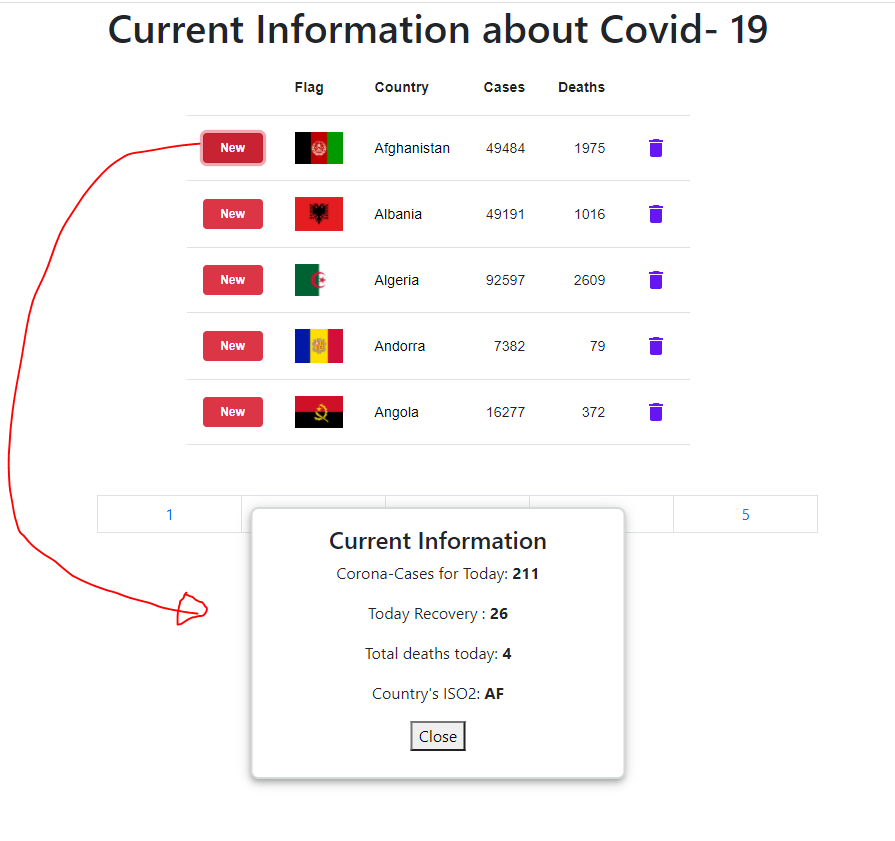 Current Information about Covid- 19
Flag Country Cases Deaths
New Afghanistan 49484 1975
New Albania 49191 1016
New Algeria 92597 2609
New Andorra 7382 79
New Angola 16277 372
1 5
Current Information
Corona-Cases for Today: 211
Today Recovery : 26
Total deaths today: 4
Country's ISO2: AF
Close